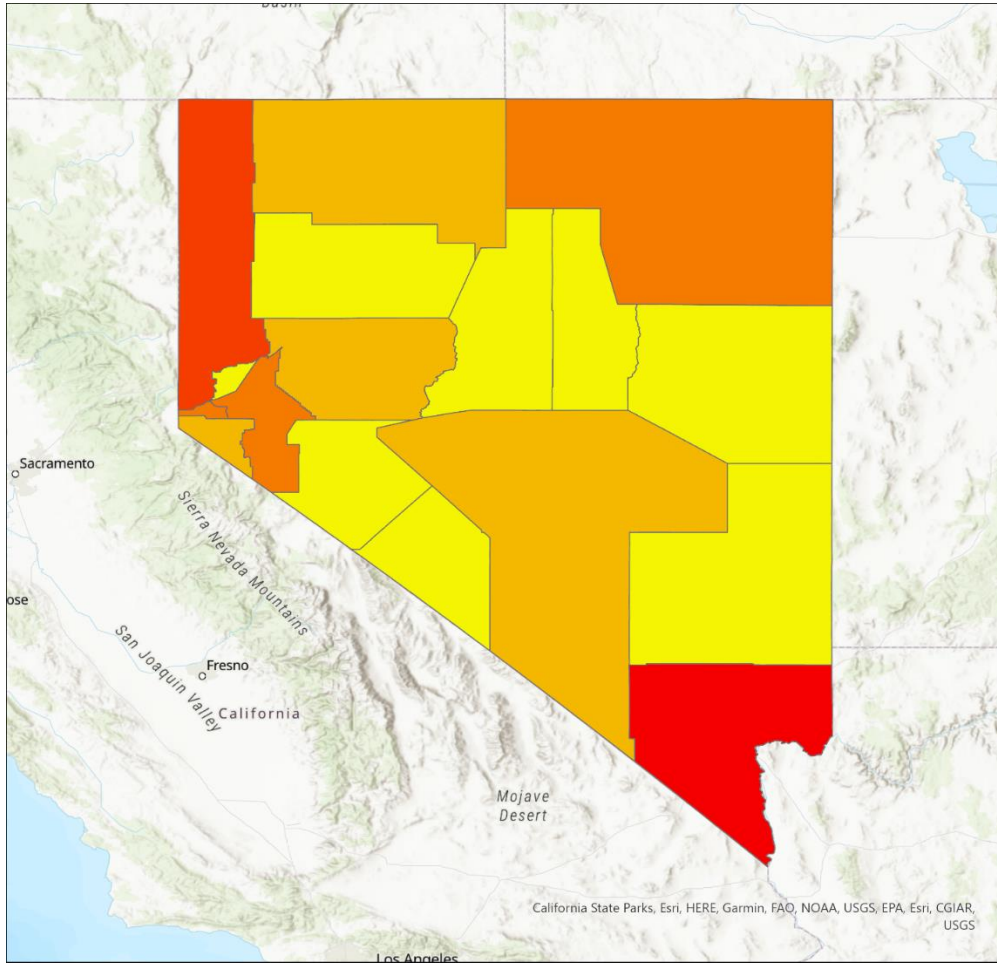 Basin
Sacramento
Sierra Nevada Mountains
ose
San Joaquin Valley
Fresno
California
Mojave
Desert
California State Parks, Esri, HERE, Garmin, FAO, NOAA, USGS, EPA, Esri, CGIAR,
USGS
Los Angeles